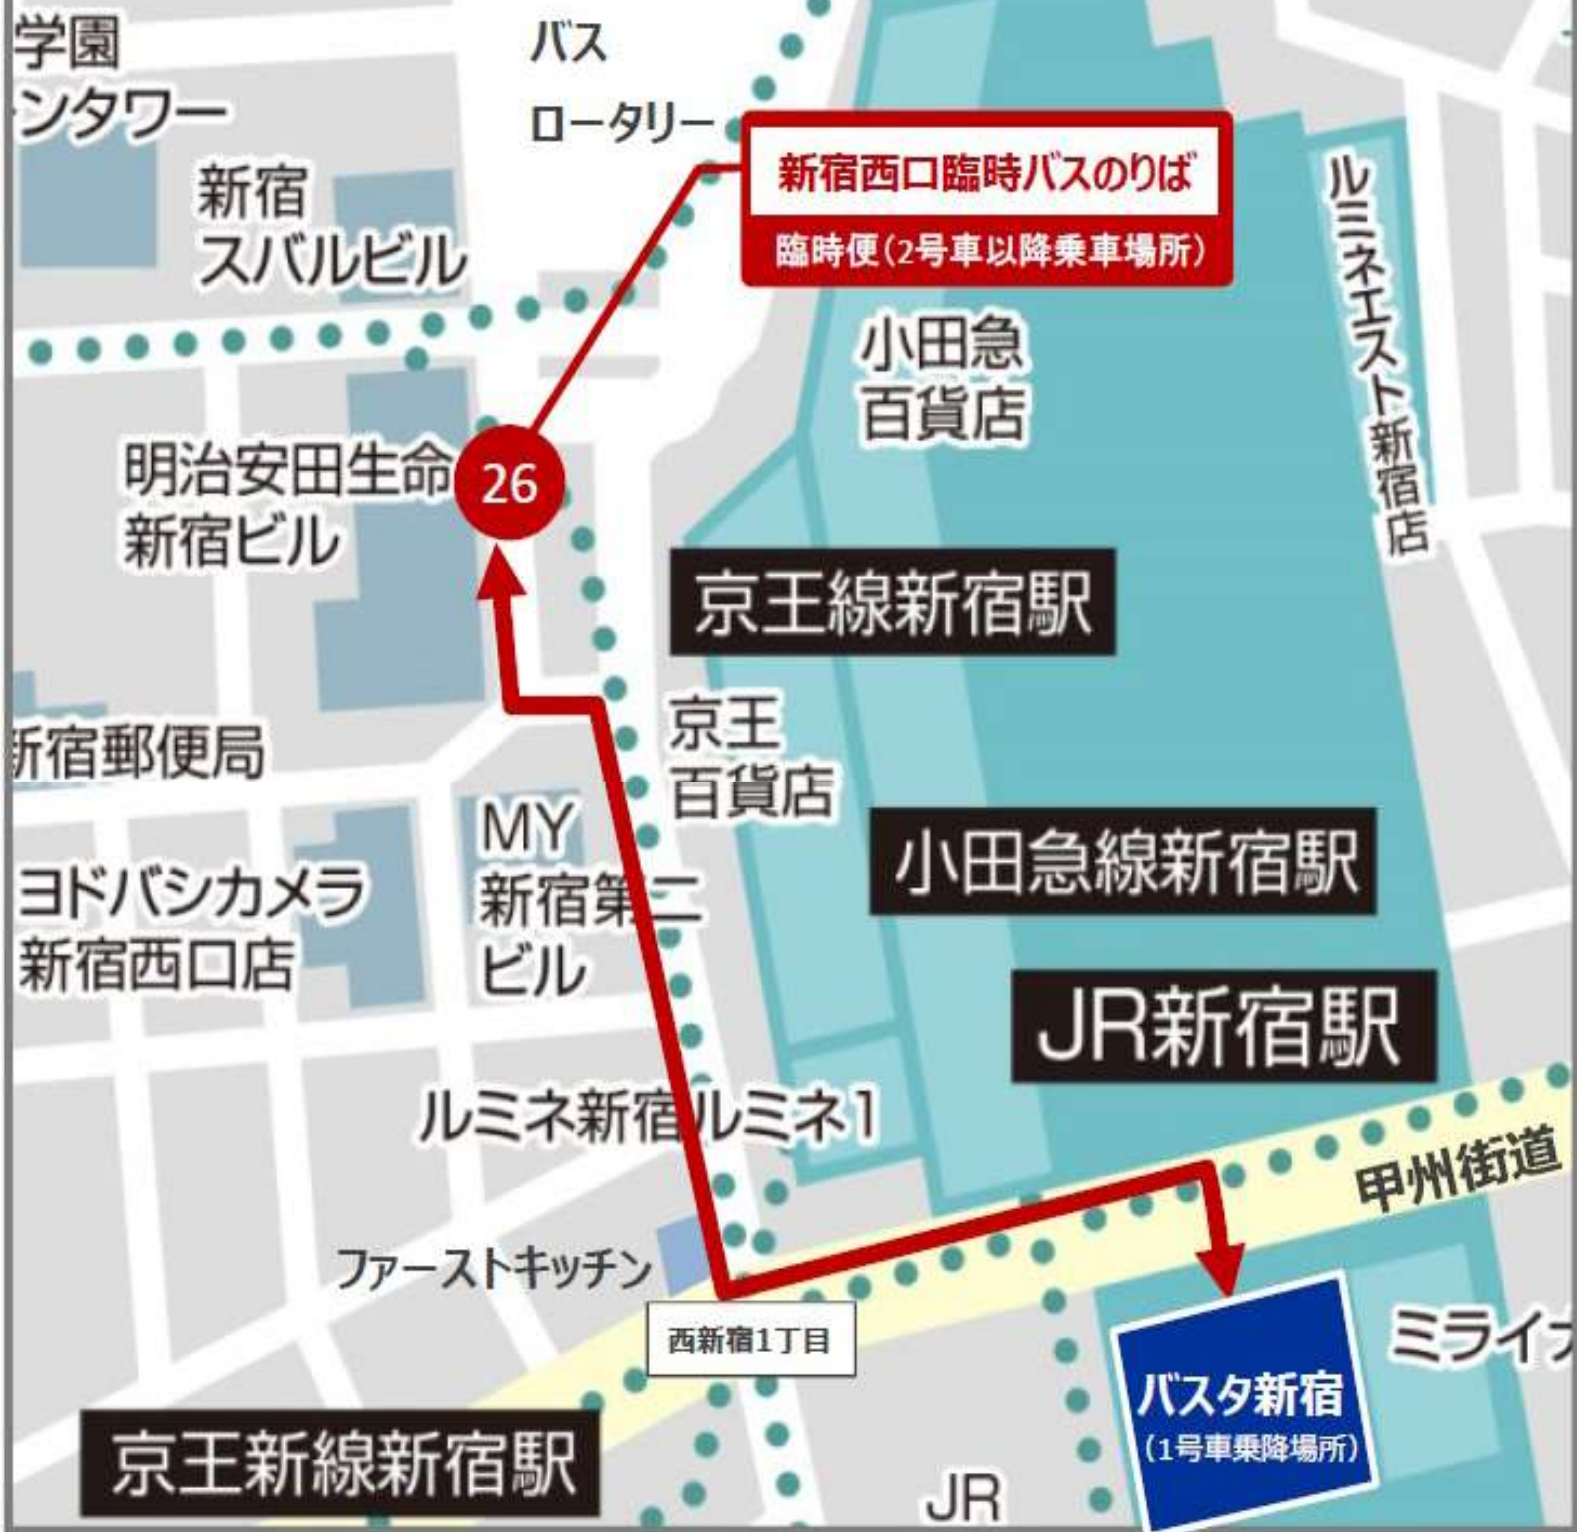 学園
ンタワー
バス
ロータリー
新宿
スバルビル
新宿西口臨時バスのりば
臨時便(2号車以降乗車場所)
ルミネエスト新宿店
小田急
百貨店
明治安田生命
新宿ビル
26
京王線新宿駅
京王
百貨店
新宿郵便局
MY
新宿第二
ビル
小田急線新宿駅
ヨドバシカメラ
新宿西口店
JR新宿駅
ルミネ新宿ルミネ1
甲州街道
ファーストキッチン
西新宿1丁目
ミライナ
バスタ新宿
(1号車乗降場所)
京王新線新宿駅
JR